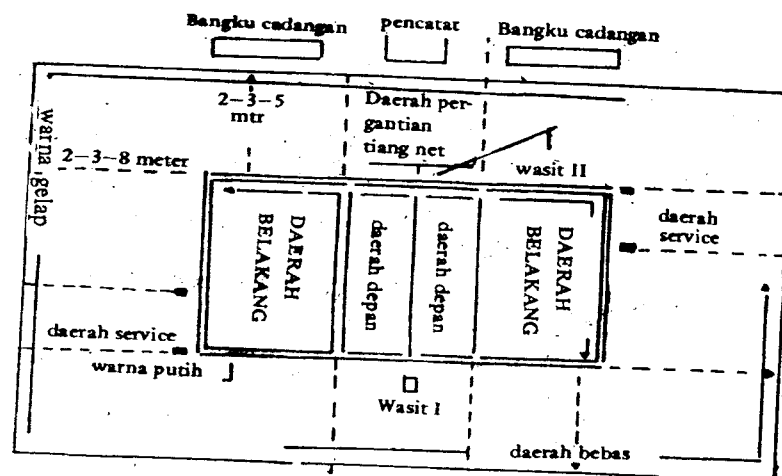 Bangku cadangan
pencatat
Bangku cadangan
2-3-5
mtr
Daerah per-
gantian
tiang net
wasit II
warna gelap
2-3-8 meter
daerah
service
DAERAH
BELAKANG
daerah depan
daerah depan
DAERAH
BELAKANG
daerah service
warna putih
Wasit I
daerah bebas